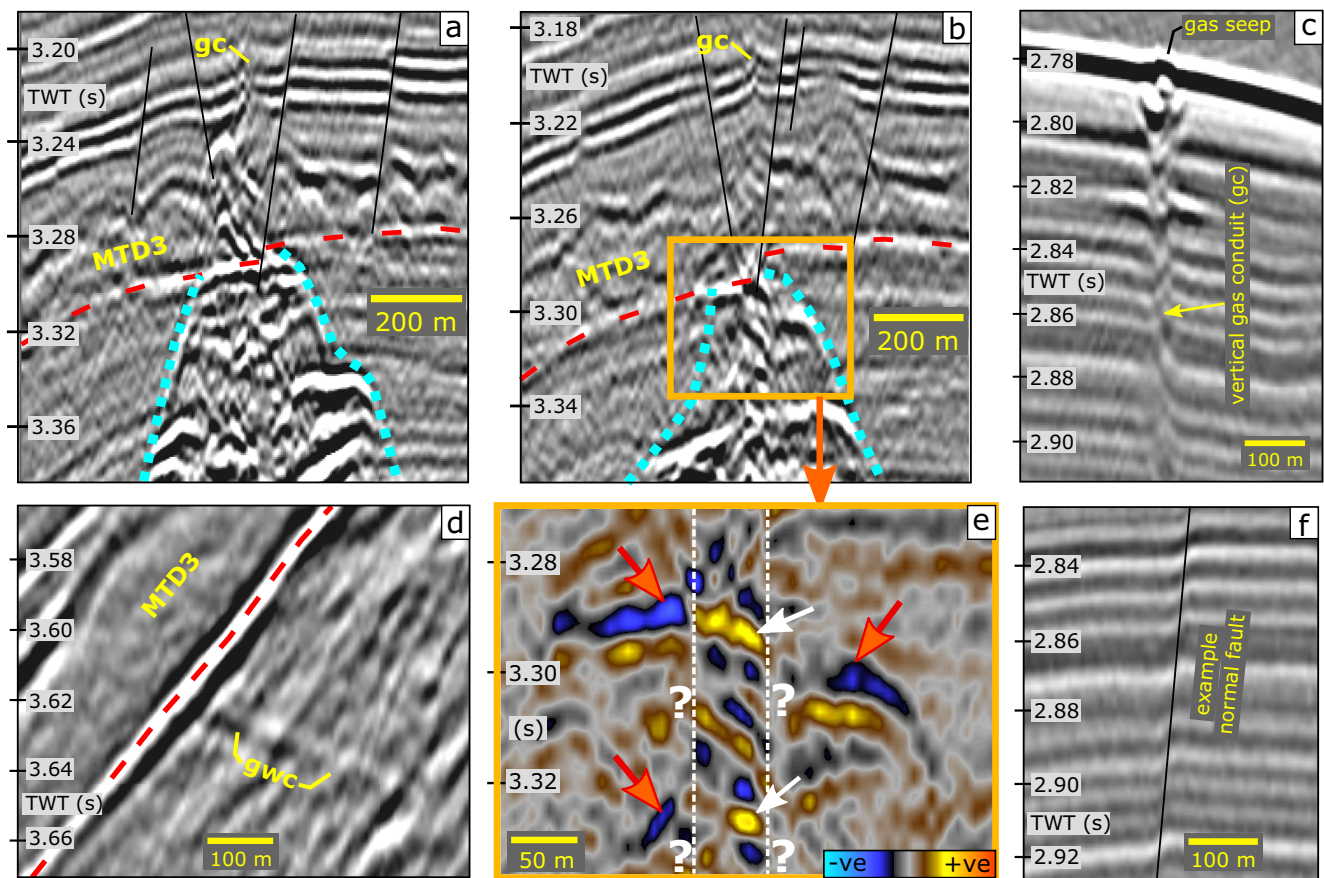 a
3.20
TWT (s)
3.24
3.28
3.32
3.36
gc
MTD3
200 m
b
3.18
TWT (s)
3.22
3.26
3.30
3.34
gc
MTD3
200 m
c
gas seep
2.78
2.80
2.82
2.84
TWT (s)
2.86
2.88
2.90
vertical gas conduit (gc)
100 m
d
3.58
3.60
3.62
3.64
TWT (s)
3.66
MTD3
gwc
100 m
e
3.28
3.30
(s)
3.32
? ?
? ?
50 m
-ve +ve
f
2.84
2.86
2.88
2.90
TWT (s)
2.92
example
normal fault
100 m